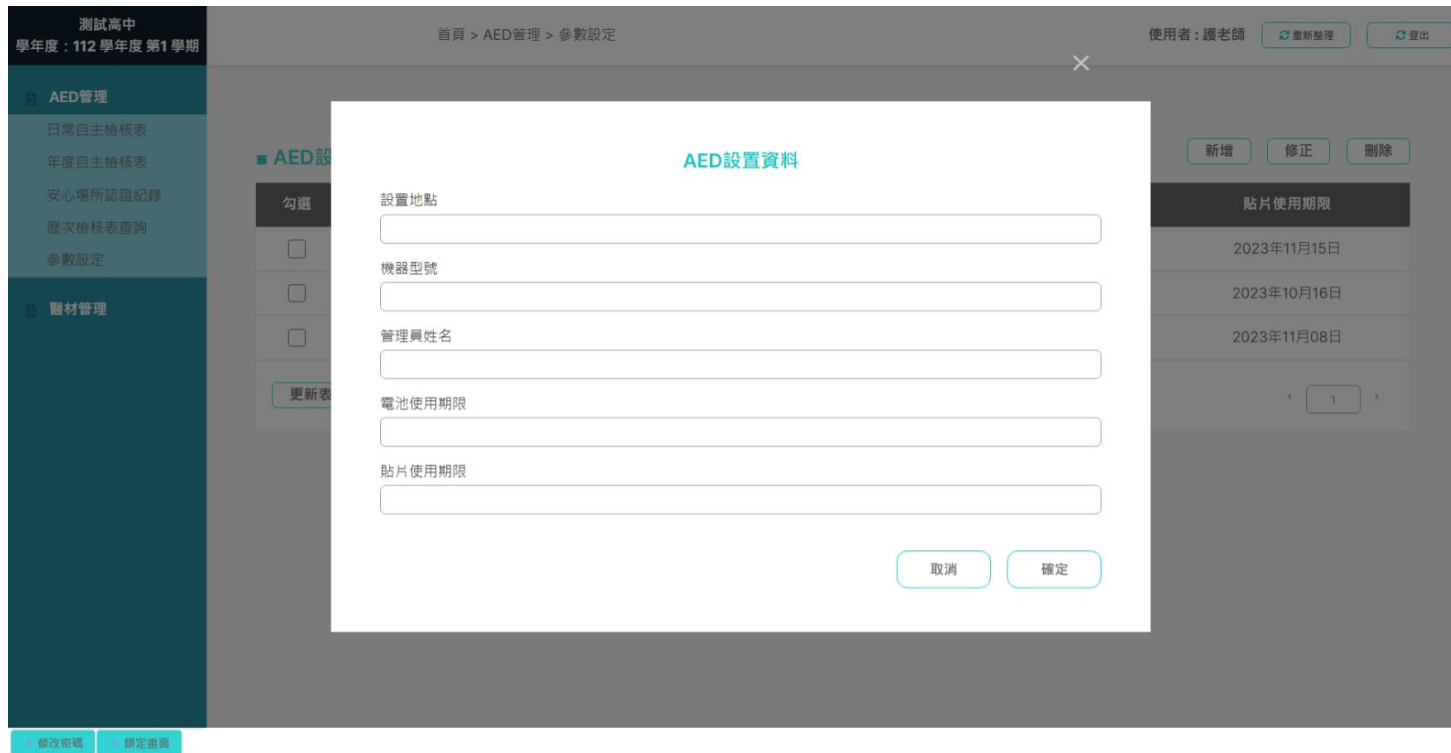 測試高中
學年度：112 學年度 第1 學期
首頁 > AED管理 > 參數設定
使用者：護老師
重新整理
登出
×
AED管理
日常自主檢核表
年度自主檢核表
安心場所認證紀錄
歷次檢核表查詢
參數設定
醫材管理
■ AED設
新增
修正
刪除
勾選
貼片使用期限
2023年11月15日
2023年10月16日
2023年11月08日
更新表
‹ 1 ›
AED設置資料
設置地點
機器型號
管理員姓名
電池使用期限
貼片使用期限
取消
確定
修改密碼
鎖定畫面